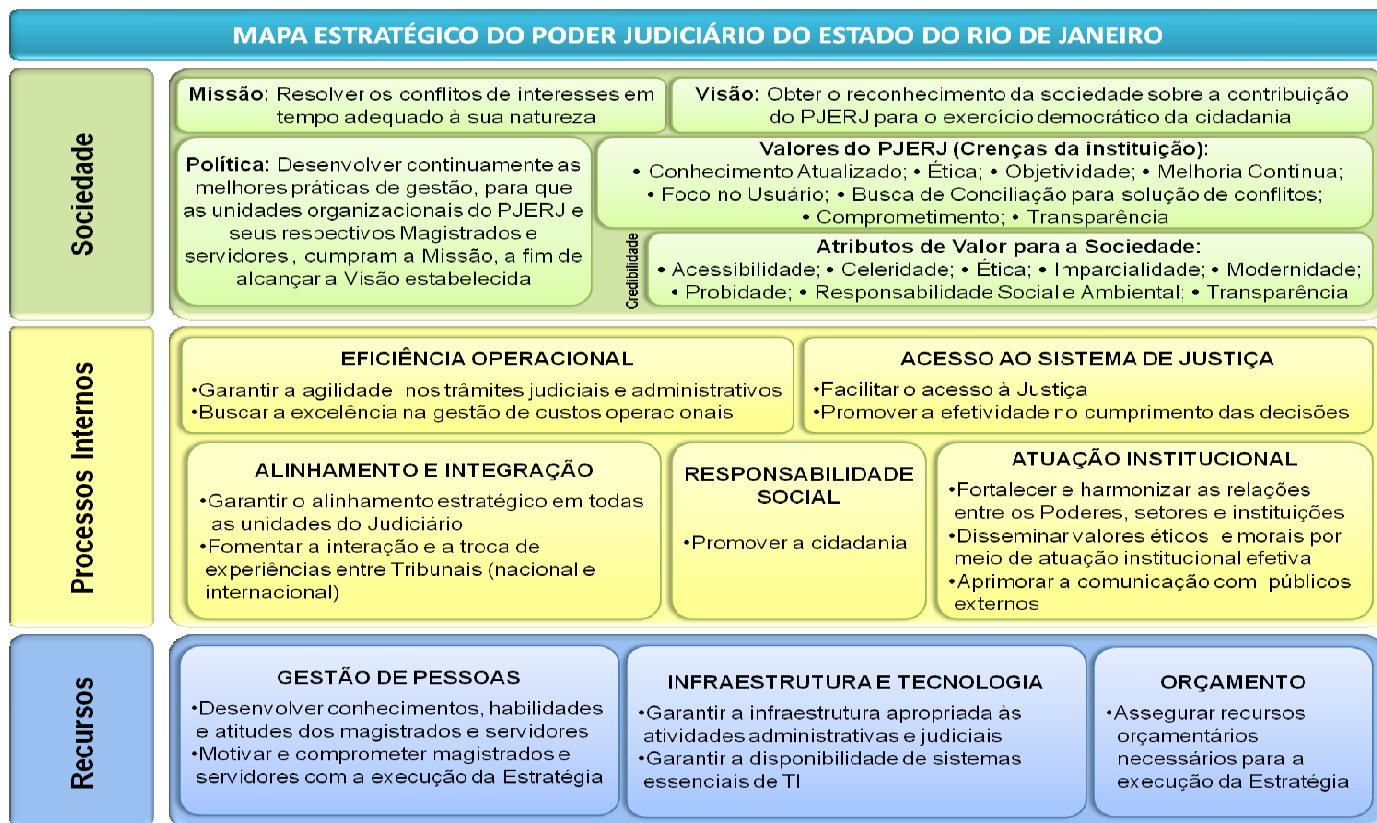 MAPA ESTRATÉGICO DO PODER JUDICIÁRIO DO ESTADO DO RIO DE JANEIRO
Sociedade
Missão: Resolver os conflitos de interesses em
tempo adequado à sua natureza
Visão: Obter o reconhecimento da sociedade sobre a contribuição
do PJERJ para o exercício democrático da cidadania
Política: Desenvolver continuamente as
melhores práticas de gestão, para que
as unidades organizacionais do PJERJ e
seus respectivos Magistrados e
servidores, cumpram a Missão, a fim de
alcançar a Visão estabelecida
Valores do PJERJ (Crenças da instituição):
• Conhecimento Atualizado; • Ética; • Objetividade; • Melhoria Contínua;
• Foco no Usuário; • Busca de Conciliação para solução de conflitos;
• Comprometimento; • Transparência
Credibilidade
Atributos de Valor para a Sociedade:
• Acessibilidade; • Celeridade; • Ética; • Imparcialidade; • Modernidade;
• Probidade; • Responsabilidade Social e Ambiental; • Transparência
Processos Internos
EFICIÊNCIA OPERACIONAL
•Garantir a agilidade nos trâmites judiciais e administrativos
•Buscar a excelência na gestão de custos operac onais
ACESSO AO SISTEMA DE JUSTIÇA
•Facilitar o acesso à Justiça
•Promover a efetividade no cumprimento das decisões
ALINHAMENTO E INTEGRAÇÃO
•Garantir o alinhamento estratégico em todas
as unidades do Judiciário
•Fomentar a interação e a troca de
experiências entre Tribunais (nacional e
internacional)
RESPONSABILIDADE
SOCIAL
•Promover a cidadania
ATUAÇÃO INSTITUCIONAL
•Fortalecer e harmonizar as relações
entre os Poderes, setores e instituições
•Disseminar valores éticos e morais por
meio de atuação institucional efetiva
•Aprimorar a comunicação com públicos
externos
Recursos
GESTÃO DE PESSOAS
•Desenvolver conhecimentos, habilidades
e atitudes dos magistrados e servidores
•Motivar e comprometer magistrados e
servidores com a execução da Estratégia
INFRAESTRUTURA E TECNOLOGIA
•Garantir a infraestrutura apropriada às
atividades administrativas e judiciais
•Garantir a disponibilidade de sistemas
essenciais de TI
ORÇAMENTO
•Assegurar recursos
orçamentários
necessários para a
execução da Estratégia